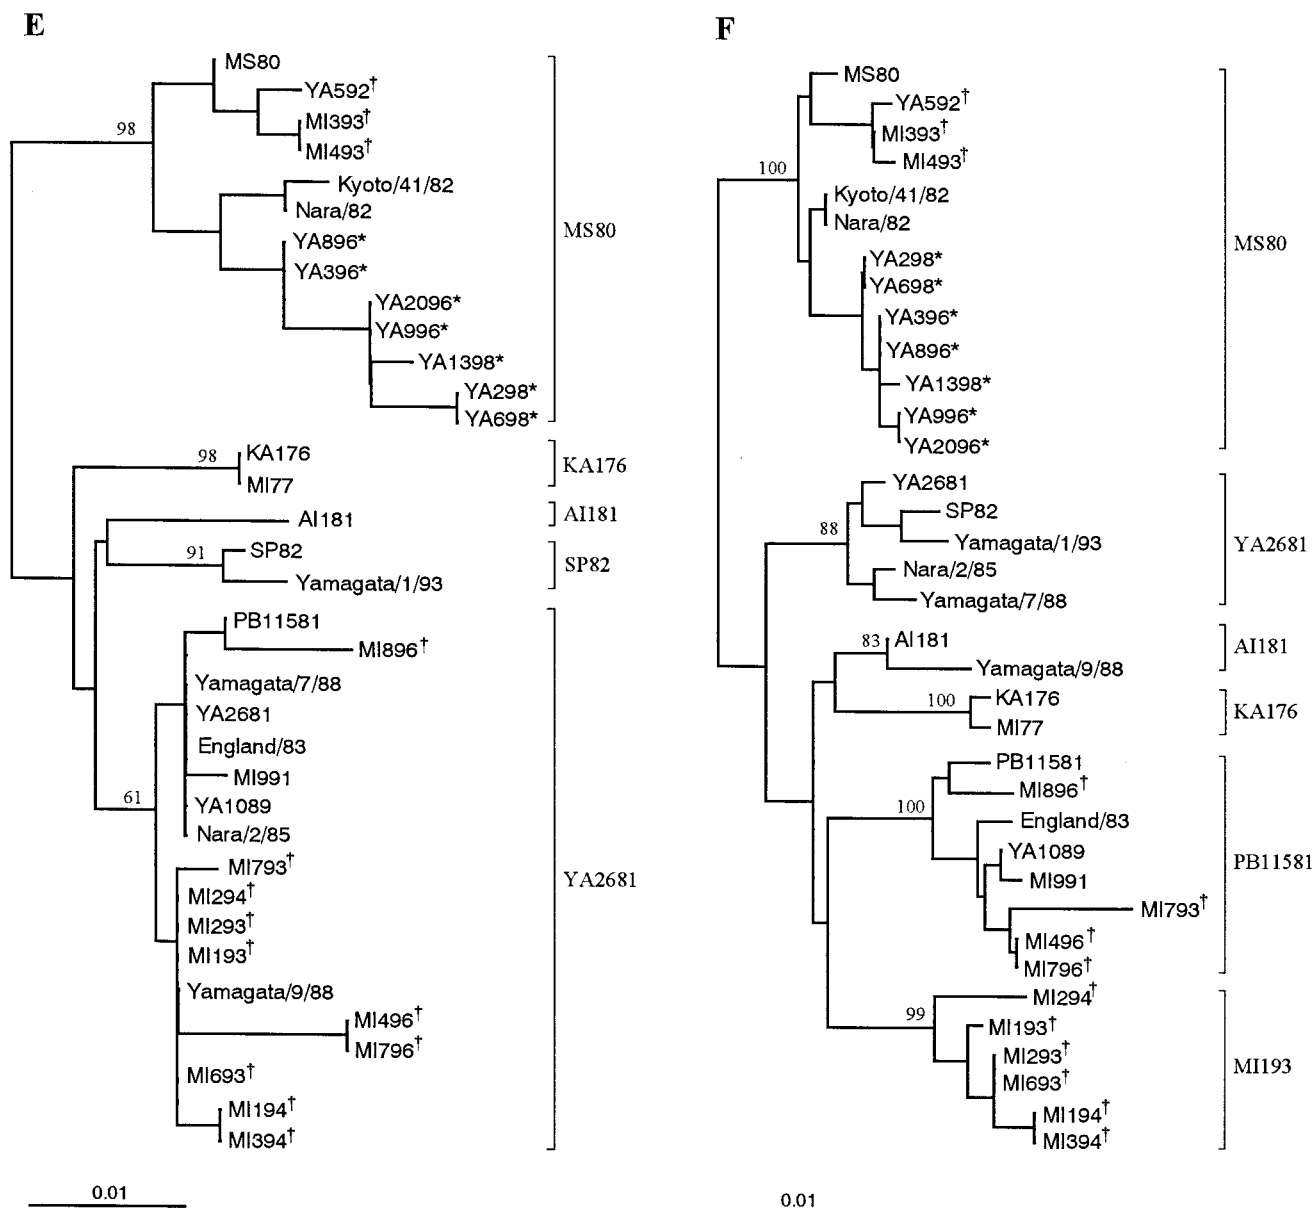 E
98
MS80
YA592†
MI393†
MI493†
Kyoto/41/82
Nara/82
YA896*
YA396*
YA2096*
YA996*
YA1398*
YA298*
YA698*
MS80
98
KA176
MI77
KA176
AI181
AI181
91
SP82
Yamagata/1/93
SP82
61
PB11581
MI896†
Yamagata/7/88
YA2681
England/83
MI991
YA1089
Nara/2/85
MI793†
MI294†
MI293†
MI193†
Yamagata/9/88
MI496†
MI796†
MI693†
MI194†
MI394†
YA2681
0.01
F
100
MS80
YA592†
MI393†
MI493†
Kyoto/41/82
Nara/82
YA298*
YA698*
YA396*
YA896*
YA1398*
YA996*
YA2096*
MS80
88
YA2681
SP82
Yamagata/1/93
Nara/2/85
Yamagata/7/88
YA2681
83
AI181
Yamagata/9/88
AI181
100
KA176
MI77
KA176
100
PB11581
MI896†
England/83
YA1089
MI991
MI793†
MI496†
MI796†
PB11581
99
MI294†
MI193†
MI293†
MI693†
MI194†
MI394†
MI193
0.01